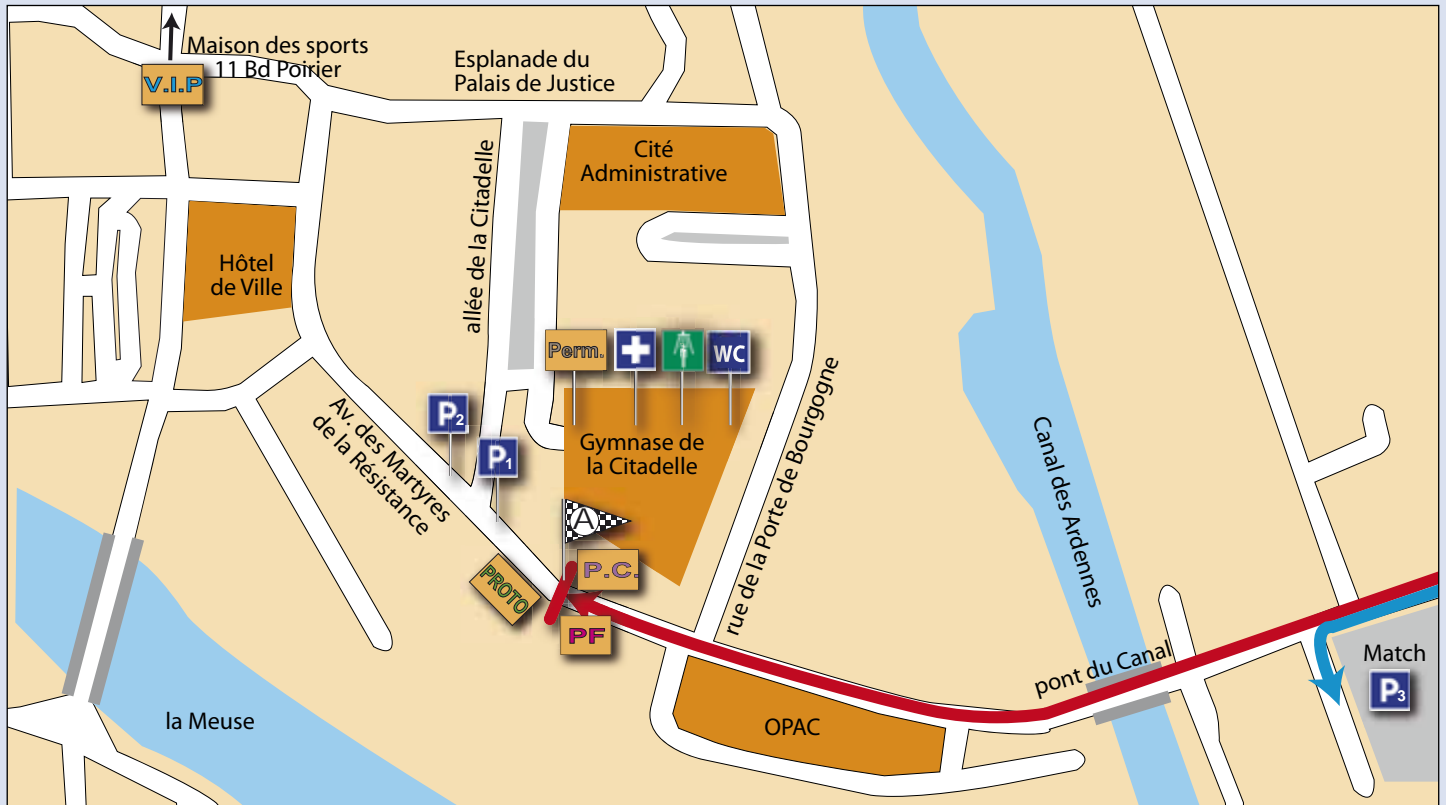 Maison des sports
11 Bd Poirier
V.I.P
Esplanade du
Palais de Justice
Cité
Administrative
allée de la Citadelle
Hôtel
de Ville
Perm.
WC
P2
P1
Av. des Martyres
de la Résistance
Gymnase de
la Citadelle
rue de la Porte de Bourgogne
Canal des Ardennes
A
P.C.
PROTO
PF
pont du Canal
Match
P3
la Meuse
OPAC